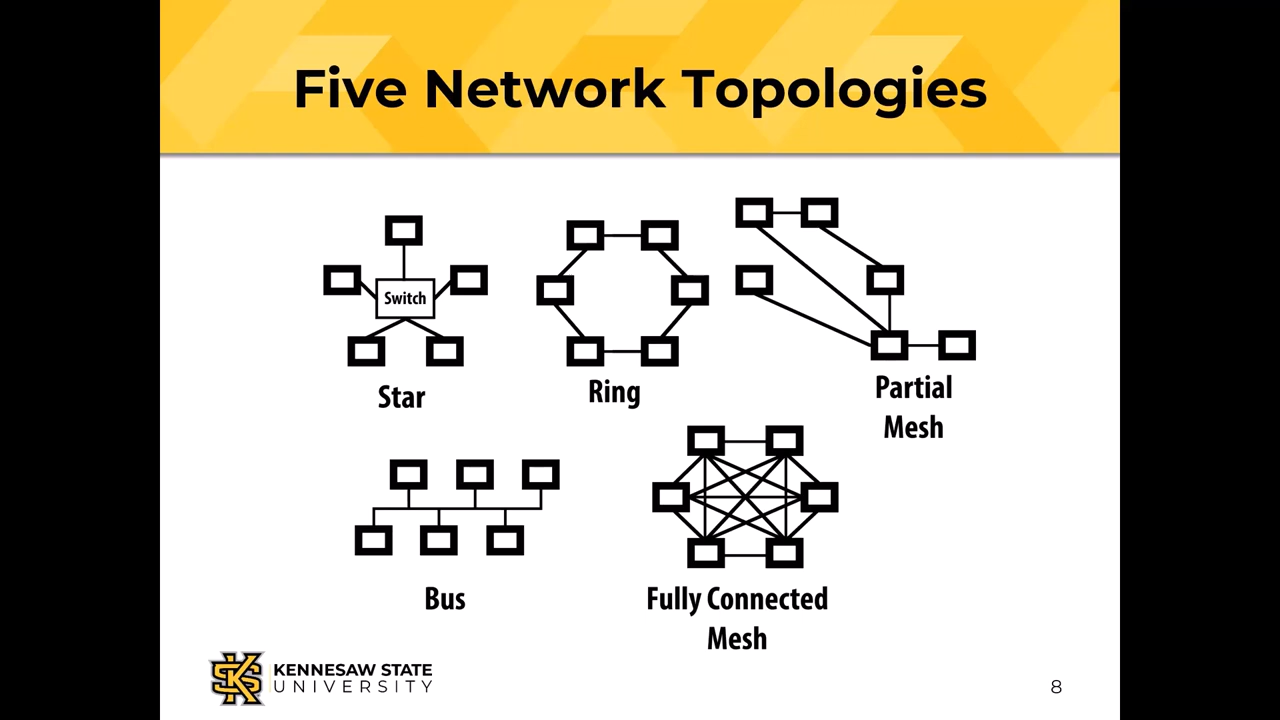 Five Network Topologies
Switch
Star
Ring
Partial
Mesh
Bus
Fully Connected
Mesh
KENNESAW STATE
UNIVERSITY
8